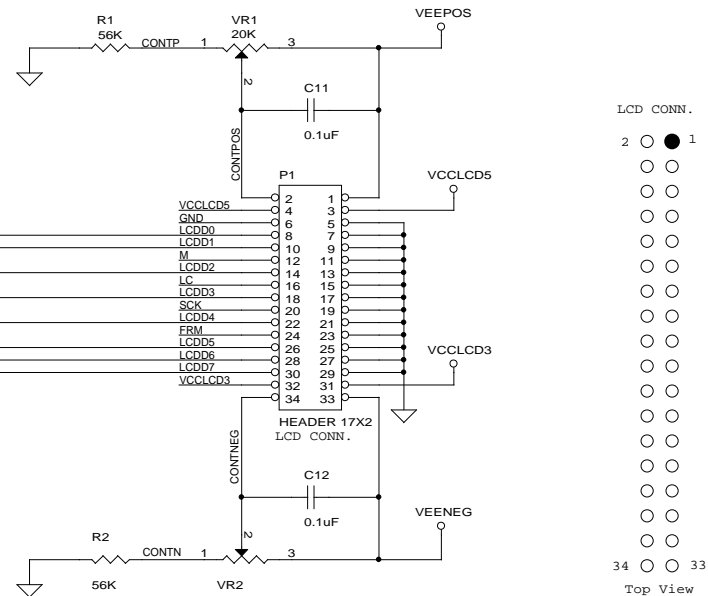 VEEPOS
R1
VR1
56K
20K
CONTP
1
3
2
C11
0.1uF
CONTPOS
P1
VCCLCD5
2
1
VCCLCD5
4
3
GND
6
5
LCDD0
8
7
LCDD1
10
9
M
12
11
LCDD2
14
13
LC
16
15
LCDD3
18
17
SCK
20
19
LCDD4
22
21
FRM
24
23
LCDD5
26
25
LCDD6
28
27
VCCLCD3
LCDD7
30
29
VCCLCD3
32
31
34
33
HEADER 17X2
LCD CONN.
CONTNEG
C12
0.1uF
VEENEG
R2
2
CONTN
1
3
56K
VR2
LCD CONN.
2
1
34
33
Top View